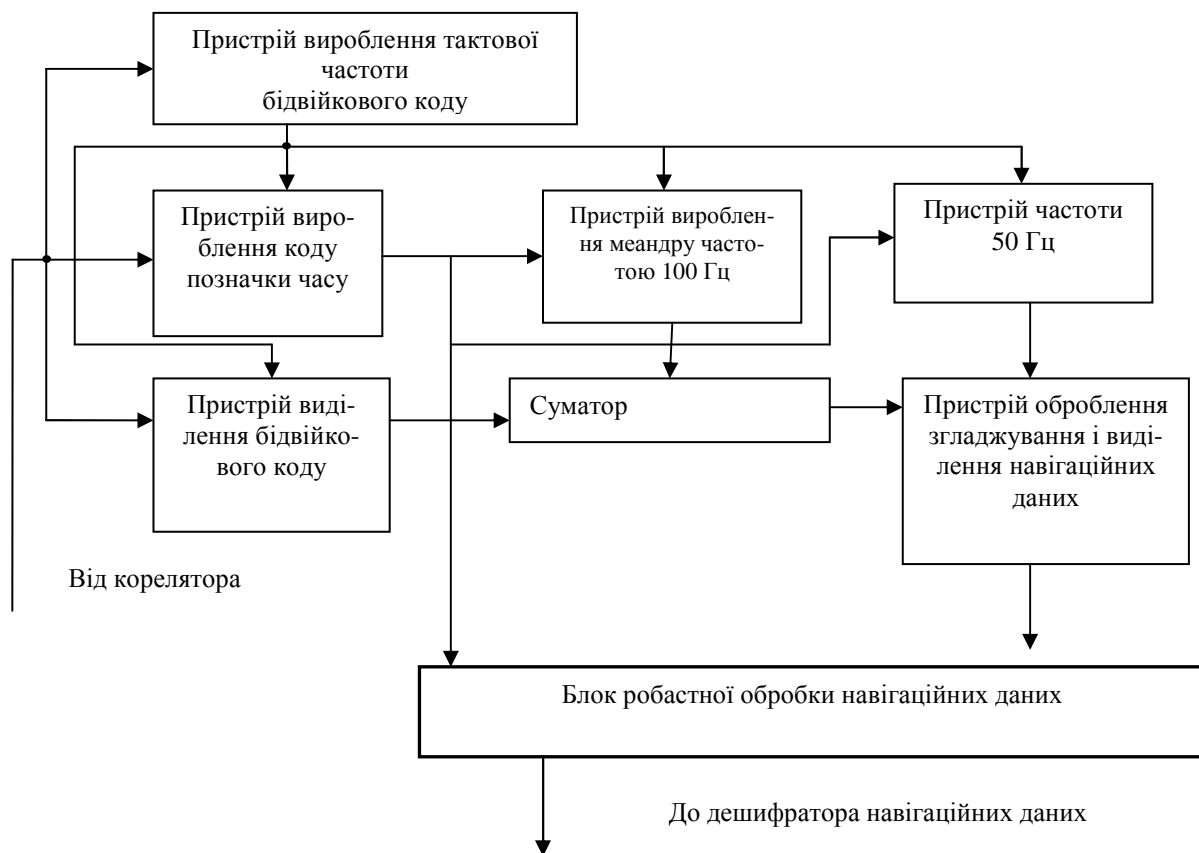 Пристрій вироблення тактової
частоти
бідвійкового коду
Пристрій виро-
блення коду
позначки часу
Пристрій вироблен-
ня меандру часто-
тою 100 Гц
Пристрій частоти
50 Гц
Пристрій виді-
лення бідвійко-
вого коду
Суматор
Пристрій оброблення
згладжування і виді-
лення навігаційних
даних
Від корелятора
Блок робастної обробки навігаційних даних
До дешифратора навігаційних даних